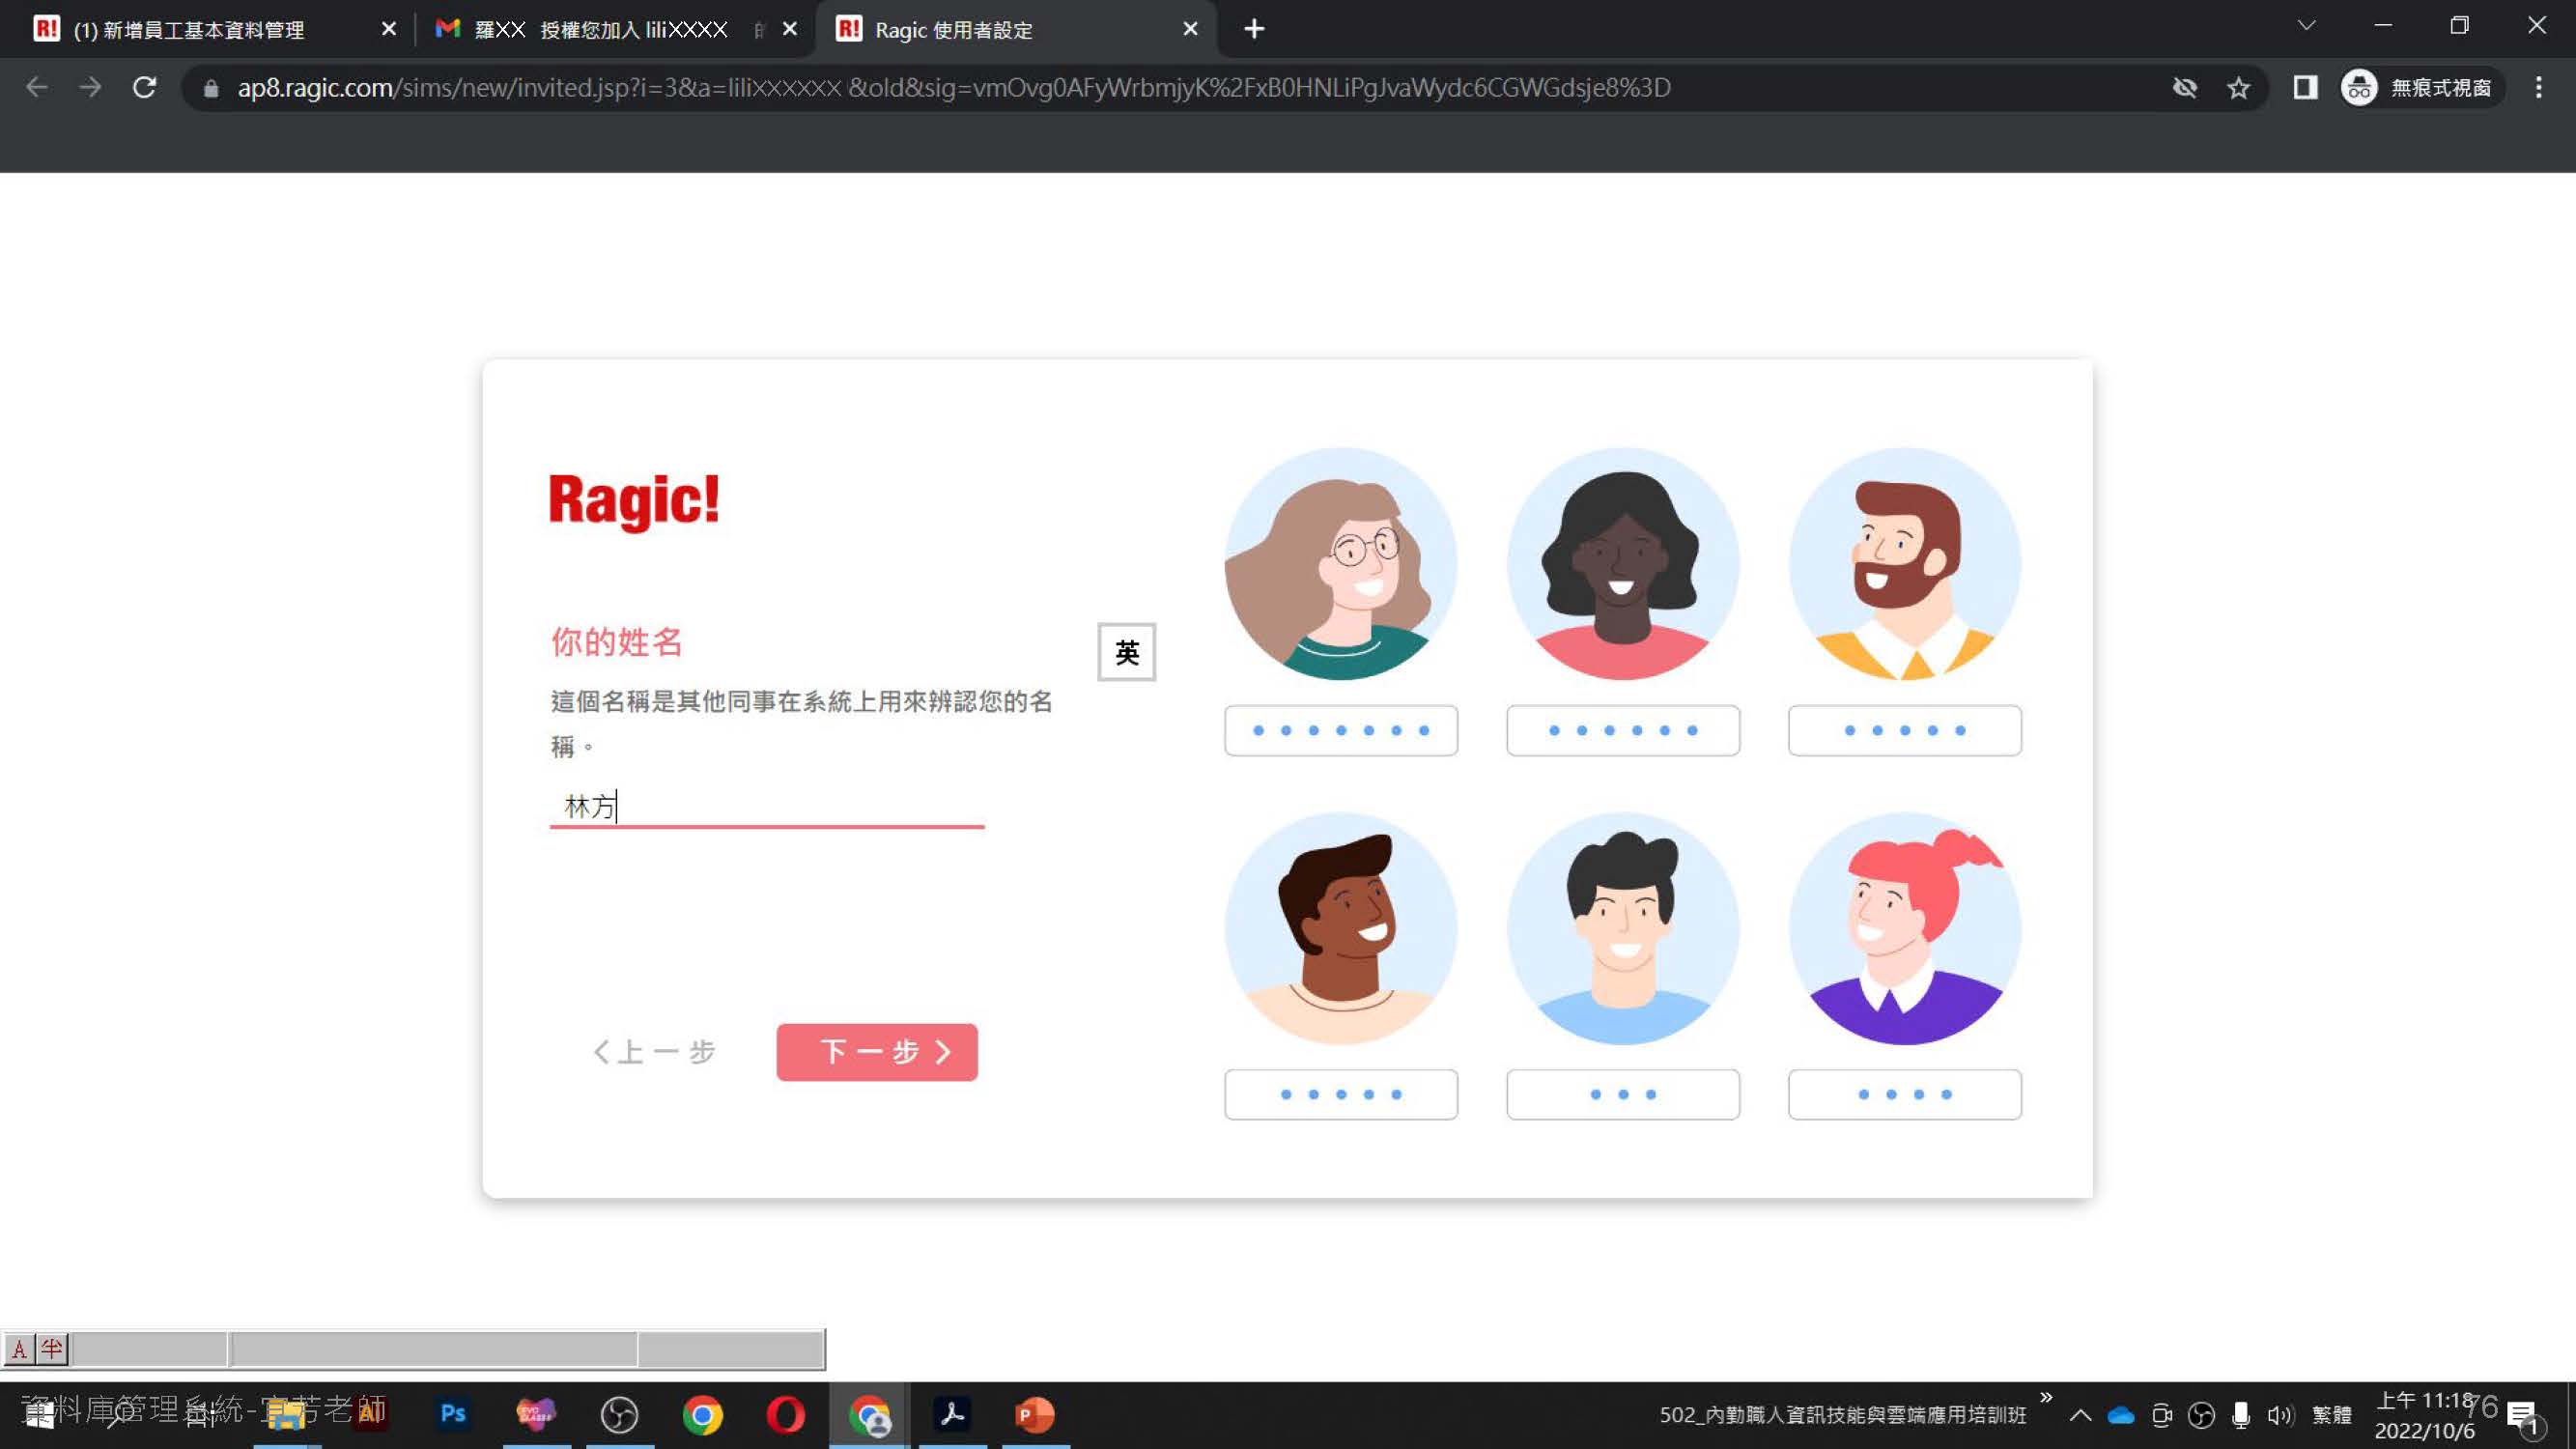 R! (1) 新增員工基本資料管理
羅XX 授權您加入 liliXXXX 的
R! Ragic 使用者設定
ap8.ragic.com/sims/new/invited.jsp?i=3&a=liliXXXXXX &old&sig=vmOvg0AFyWrbmjyK%2FxB0HNLiPgJvaWydc6CGWGdsje8%3D
無痕式視窗
Ragic!
你的姓名
英
這個名稱是其他同事在系統上用來辨認您的名
稱。
林方
上一步
下一步
A 半
資料庫管理系統-宜芳老師
Ps
502_內勤職人資訊技能與雲端應用培訓班
繁體
上午 11:18
2022/10/6
76
1